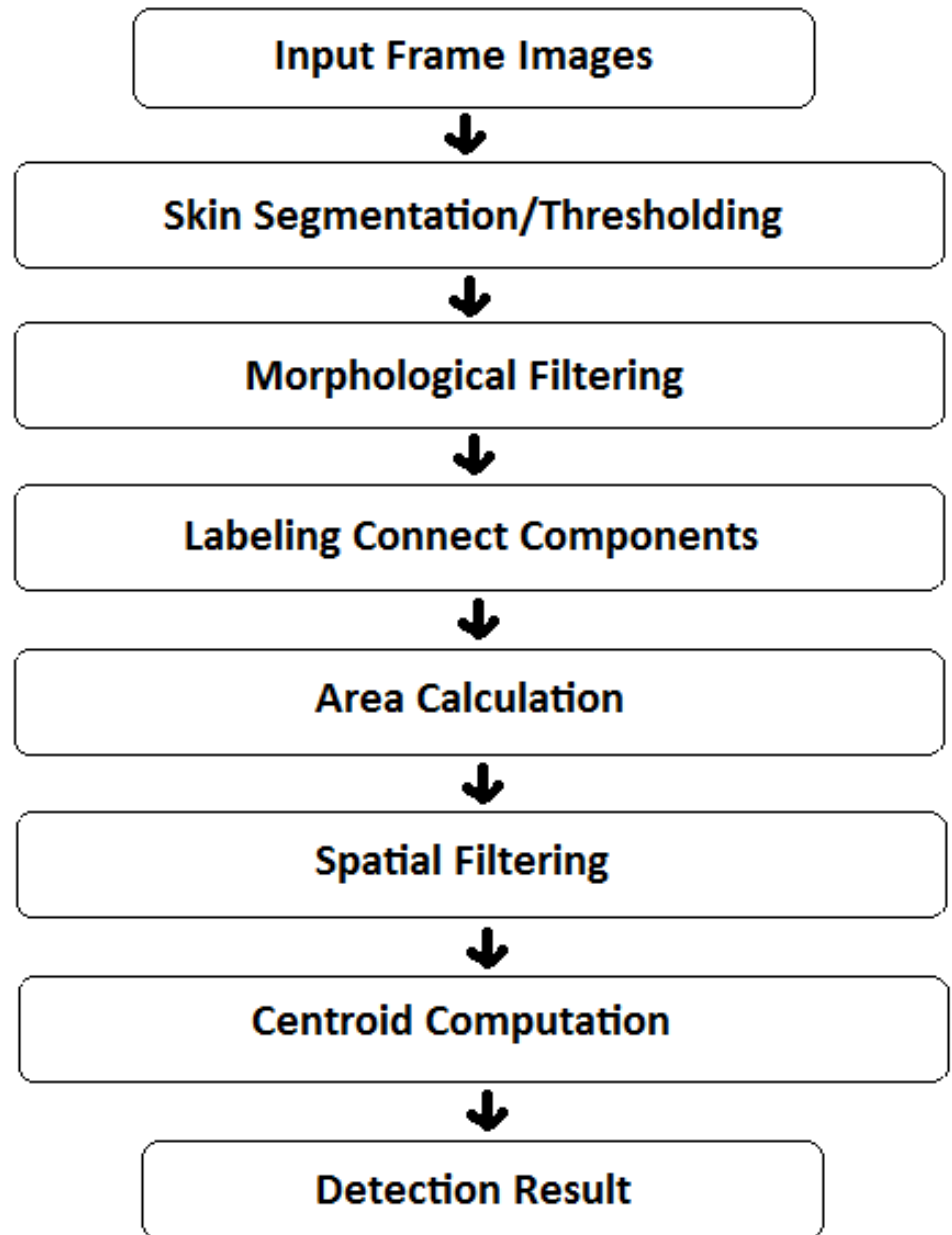 Input Frame Images
Skin Segmentation/Thresholding
Morphological Filtering
Labeling Connect Components
Area Calculation
Spatial Filtering
Centroid Computation
Detection Result